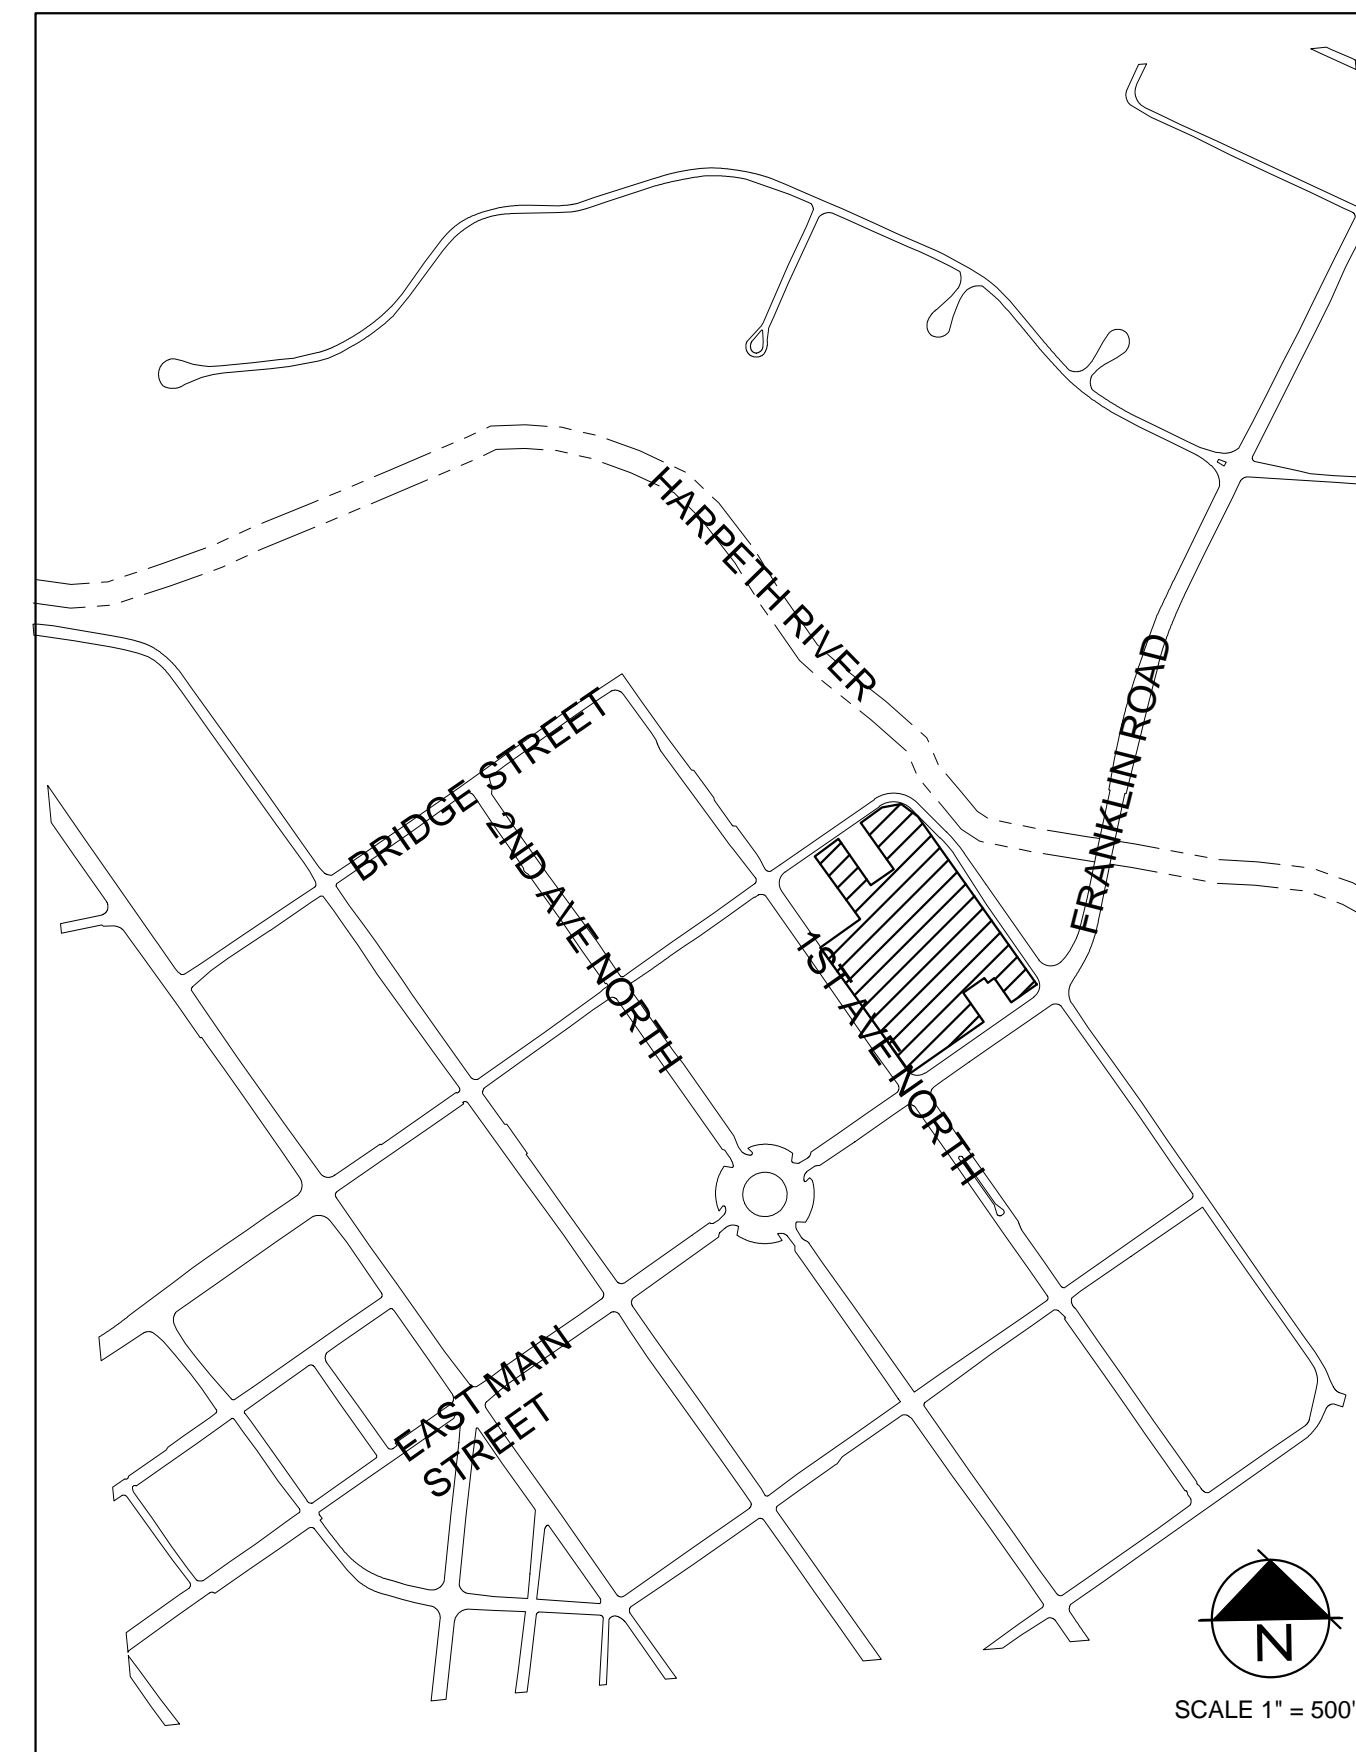 HARPETH RIVER
FRANKLIN ROAD
BRIDGE STREET
2ND AVE NORTH
1ST AVE NORTH
EAST MAIN
STREET
N
SCALE 1" = 500'